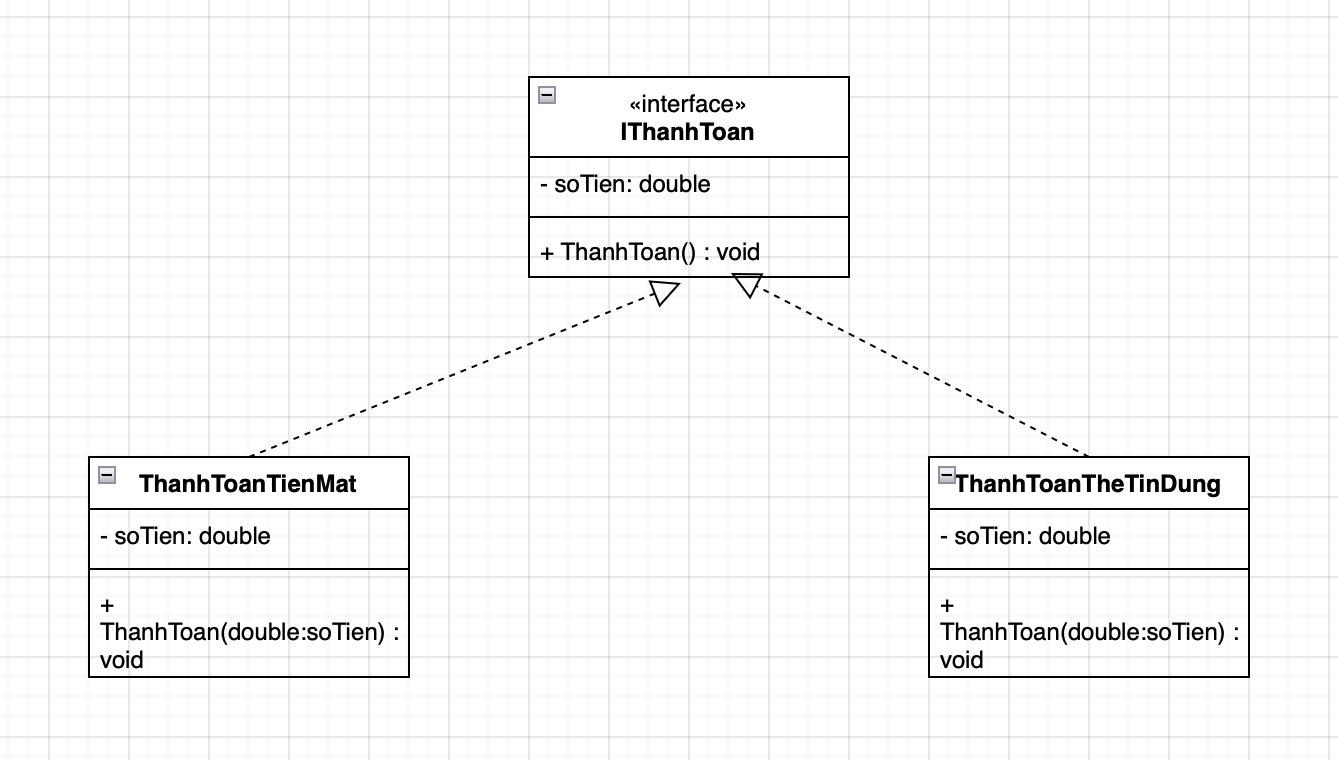 «interface»
IThanhToan
- soTien: double
+ ThanhToan() : void
ThanhToanTienMat
- soTien: double
+
ThanhToan(double:soTien) :
void
ThanhToanTheTinDung
- soTien: double
+
ThanhToan(double:soTien) :
void